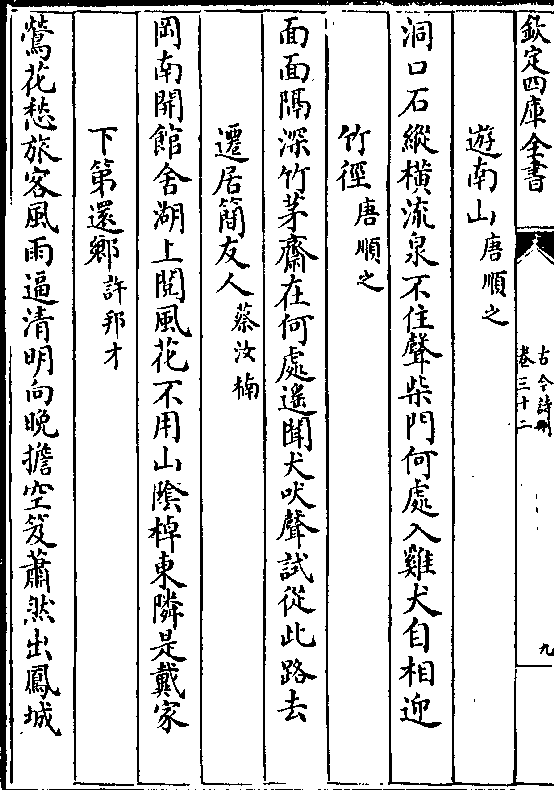 欽定四庫全書
古今詩刪
卷三十二
九
遊南山 唐順之
洞口石縱橫流泉不住聲柴門何處入雞犬自相迎
竹徑 唐順之
面面隔深竹茅齋在何處遙聞犬吠聲試從此路去
遷居簡友人 蔡汝楠
岡南開館舍湖上閱風花不用山陰棹東隣是戴家
下第還鄉 許邦才
鶯花愁旅客風雨逼清明向晚擔空笈蕭然出鳳城